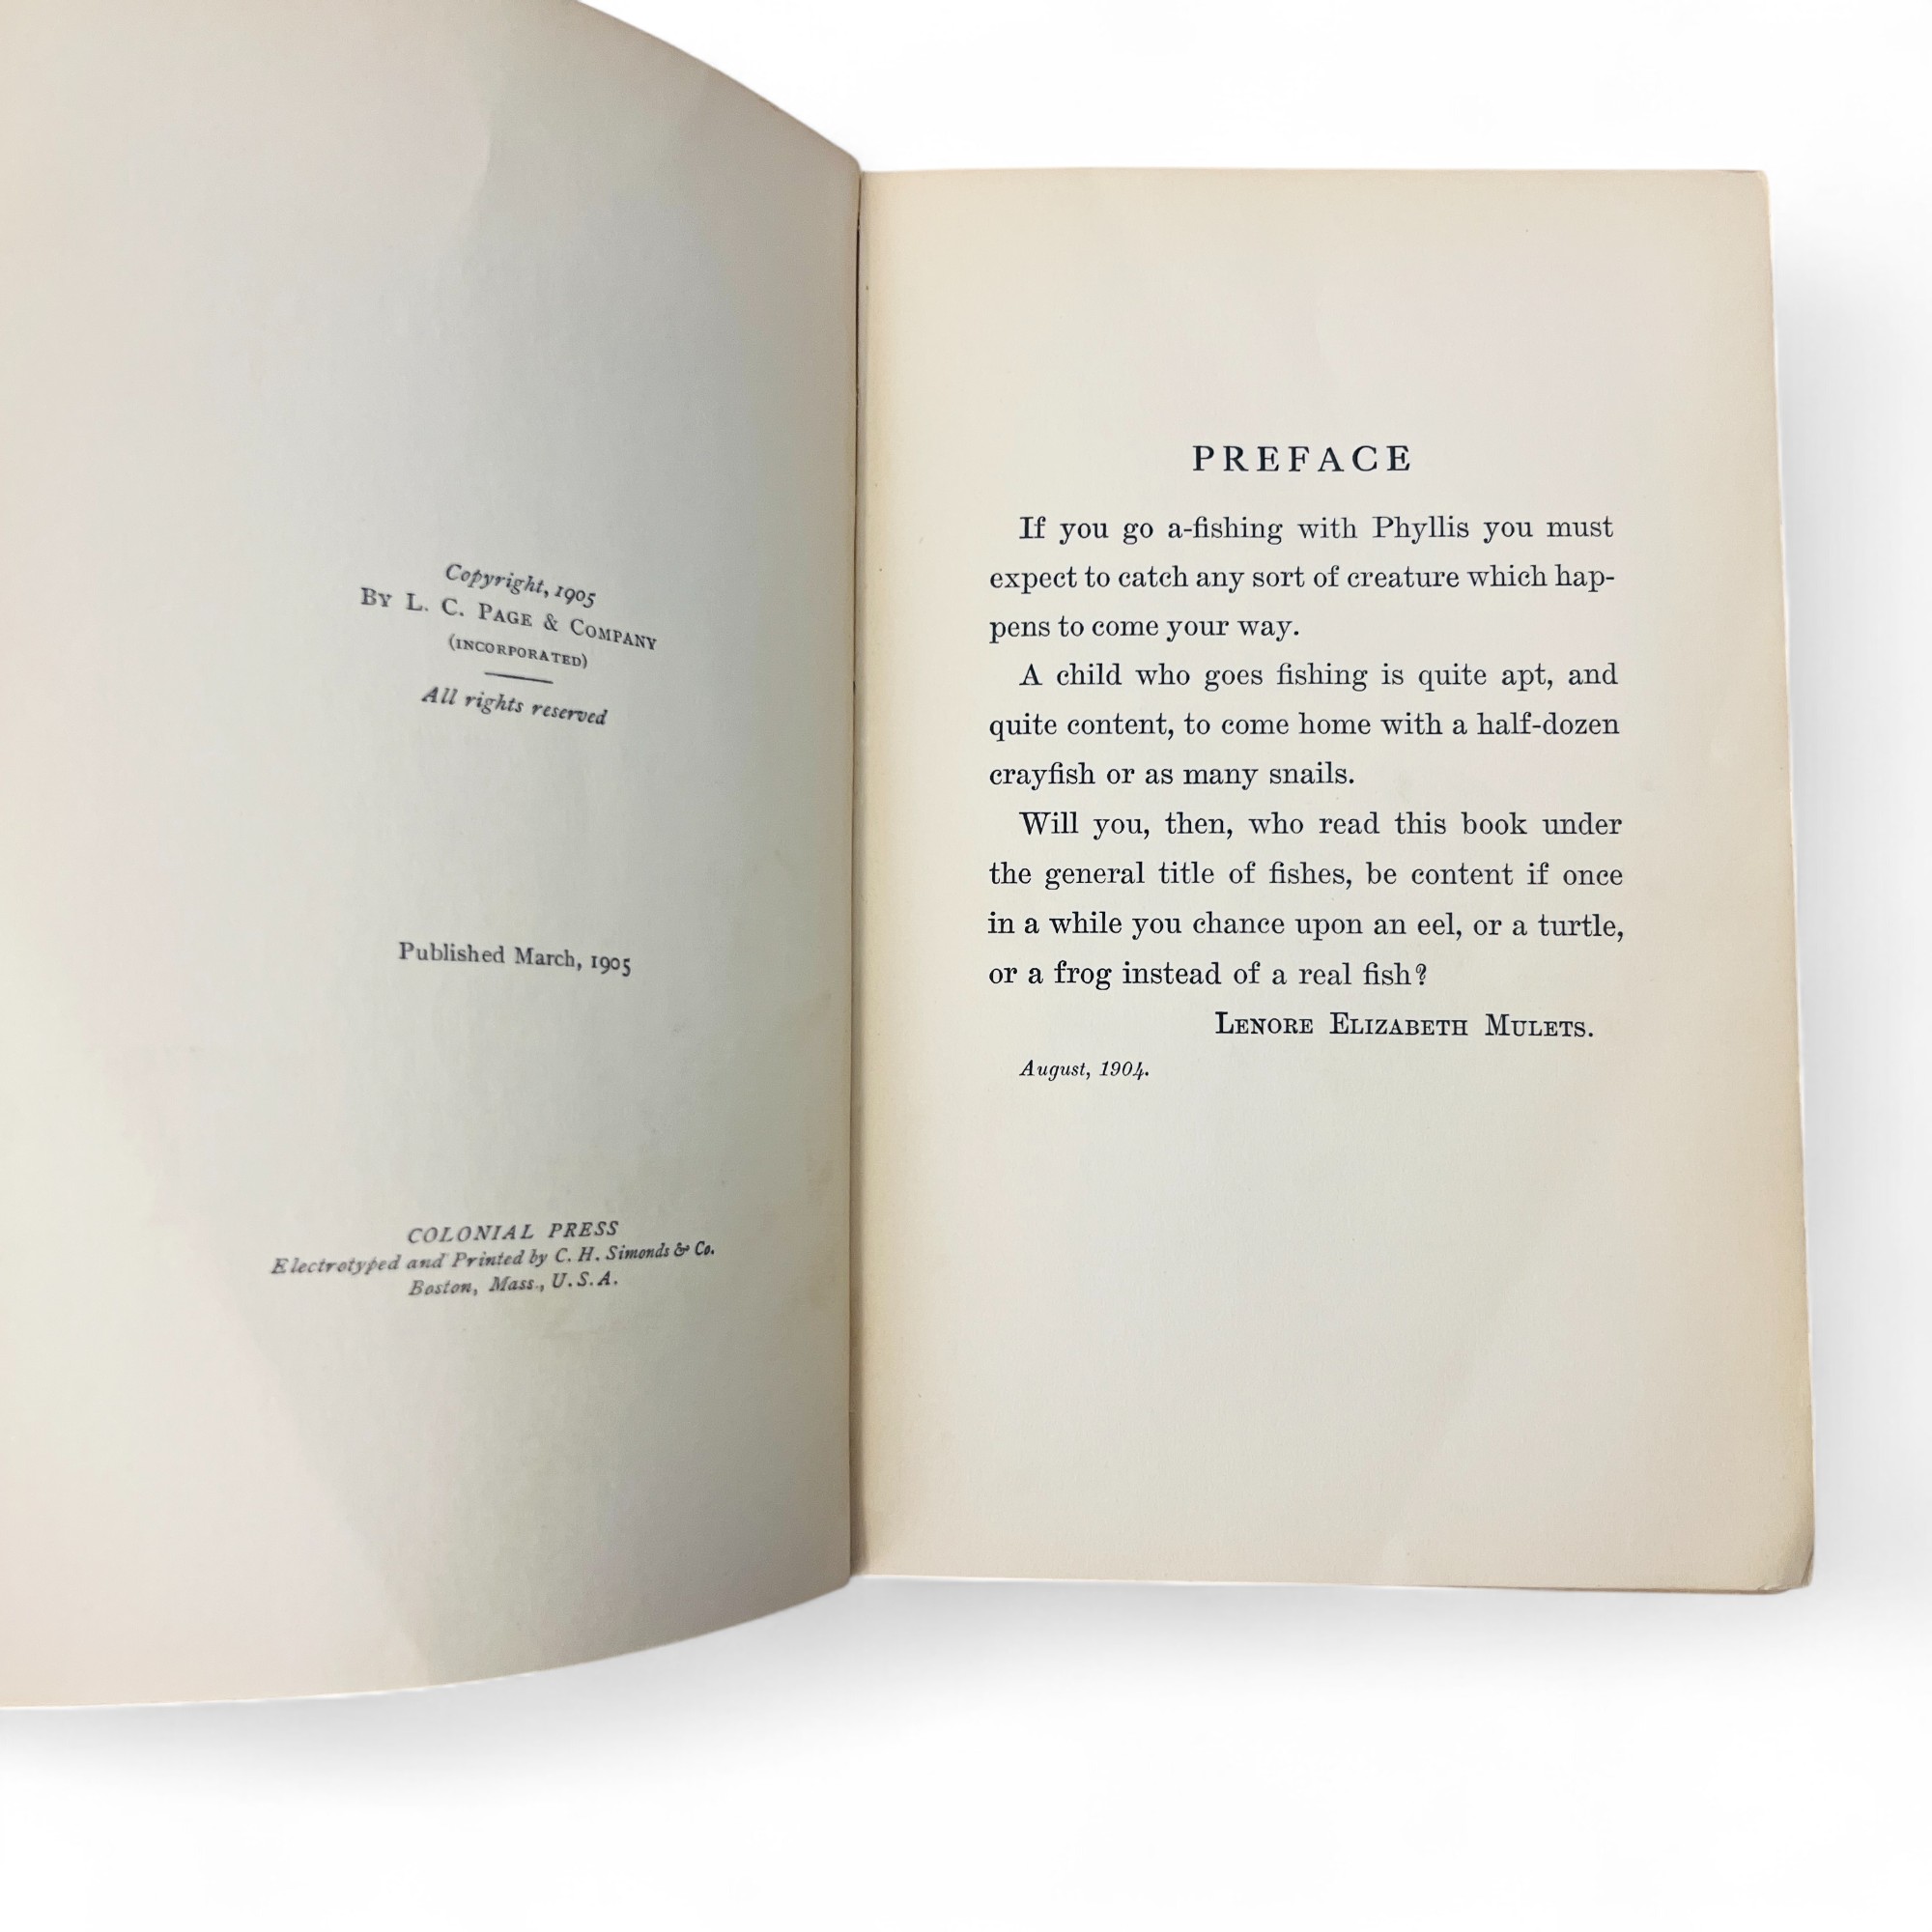 Copyright, 1905
BY L. C. PAGE & COMPANY
(INCORPORATED)
All rights reserved
Published March, 1905
COLONIAL PRESS
Electrotyped and Printed by C. H. Simonds & Co.
Boston, Mass., U.S.A.
PREFACE
If you go a-fishing with Phyllis you must
expect to catch any sort of creature which hap-
pens to come your way.
A child who goes fishing is quite apt, and
quite content, to come home with a half-dozen
crayfish or as many snails.
Will you, then, who read this book under
the general title of fishes, be content if once
in a while you chance upon an eel, or a turtle,
or a frog instead of a real fish?
LENORE ELIZABETH MULETS.
August, 1904.